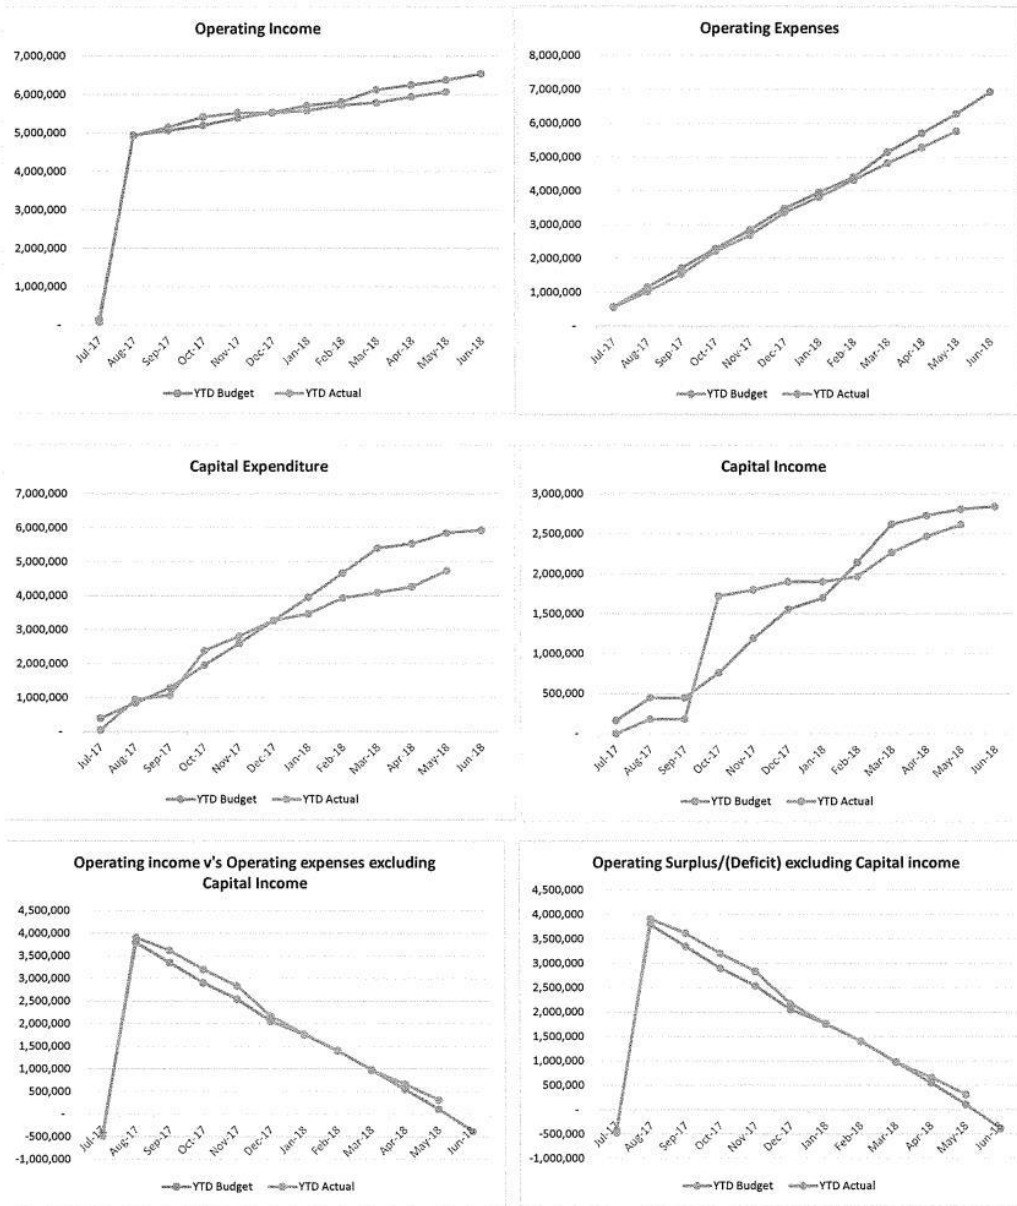 Operating Income
7,000,000
6,000,000
5,000,000
4,000,000
3,000,000
2,000,000
1,000,000
-
Jul-17 Aug-17 Sep-17 Oct-17 Nov-17 Dec-17 Jan-18 Feb-18 Mar-18 Apr-18 May-18 Jun-18
YTD Budget YTD Actual
Operating Expenses
8,000,000
7,000,000
6,000,000
5,000,000
4,000,000
3,000,000
2,000,000
1,000,000
-
Jul-17 Aug-17 Sep-17 Oct-17 Nov-17 Dec-17 Jan-18 Feb-18 Mar-18 Apr-18 May-18 Jun-18
YTD Budget YTD Actual
Capital Expenditure
7,000,000
6,000,000
5,000,000
4,000,000
3,000,000
2,000,000
1,000,000
-
Jul-17 Aug-17 Sep-17 Oct-17 Nov-17 Dec-17 Jan-18 Feb-18 Mar-18 Apr-18 May-18 Jun-18
YTD Budget YTD Actual
Capital Income
3,000,000
2,500,000
2,000,000
1,500,000
1,000,000
500,000
-
Jul-17 Aug-17 Sep-17 Oct-17 Nov-17 Dec-17 Jan-18 Feb-18 Mar-18 Apr-18 May-18 Jun-18
YTD Budget YTD Actual
Operating income v's Operating expenses excluding
Capital Income
4,500,000
4,000,000
3,500,000
3,000,000
2,500,000
2,000,000
1,500,000
1,000,000
500,000
-
-500,000
-1,000,000
Jul-17 Aug-17 Sep-17 Oct-17 Nov-17 Dec-17 Jan-18 Feb-18 Mar-18 Apr-18 May-18 Jun-18
YTD Budget YTD Actual
Operating Surplus/(Deficit) excluding Capital income
4,500,000
4,000,000
3,500,000
3,000,000
2,500,000
2,000,000
1,500,000
1,000,000
500,000
-
-500,000
-1,000,000
Jul-17 Aug-17 Sep-17 Oct-17 Nov-17 Dec-17 Jan-18 Feb-18 Mar-18 Apr-18 May-18 Jun-18
YTD Budget YTD Actual